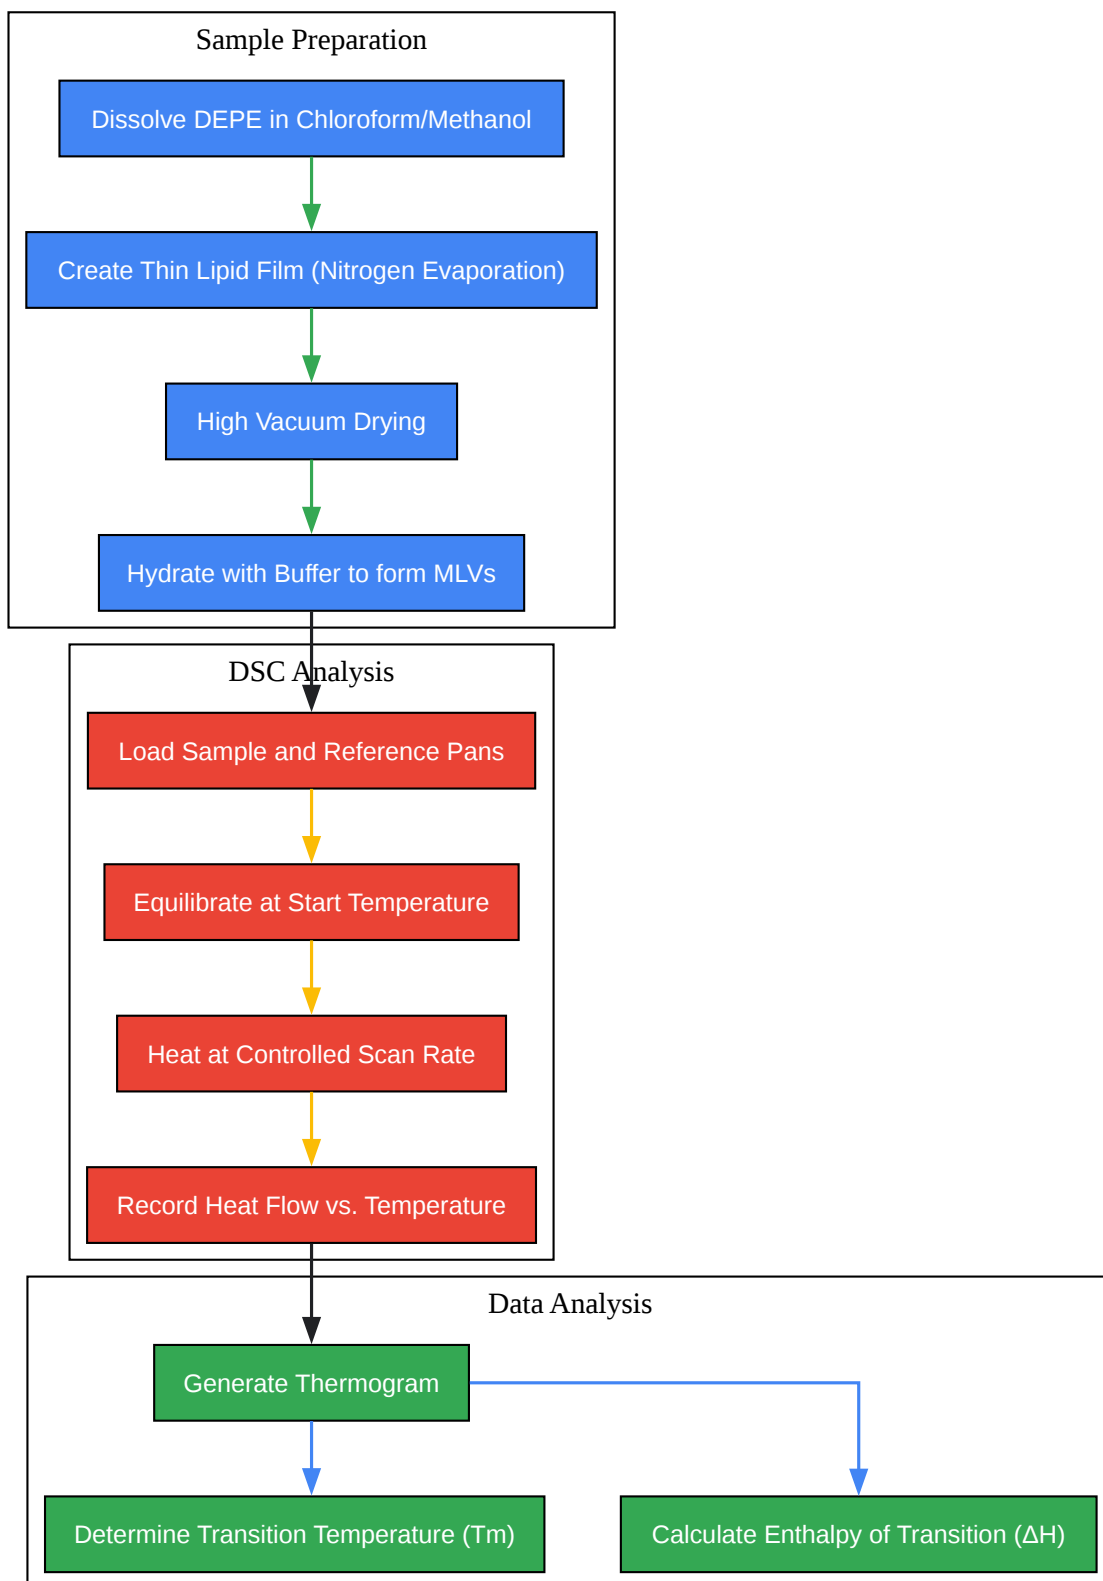 Sample Preparation
Dissolve DEPE in Chloroform/Methanol
Create Thin Lipid Film (Nitrogen Evaporation)
High Vacuum Drying
Hydrate with Buffer to form MLVs
DSC Analysis
Load Sample and Reference Pans
Equilibrate at Start Temperature
Heat at Controlled Scan Rate
Record Heat Flow vs. Temperature
Data Analysis
Generate Thermogram
Determine Transition Temperature (Tm)
Calculate Enthalpy of Transition (ΔH)